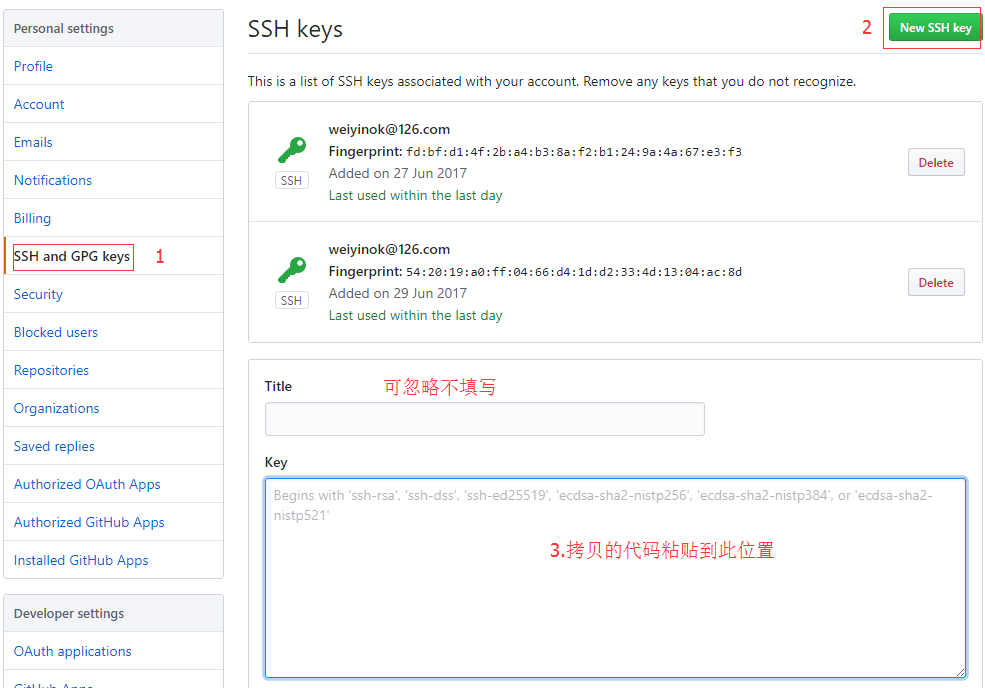 Personal settings
Profile
Account
Emails
Notifications
Billing
SSH and GPG keys 1
Security
Blocked users
Repositories
Organizations
Saved replies
Authorized OAuth Apps
Authorized GitHub Apps
Installed GitHub Apps
Developer settings
OAuth applications
GitHub Apps
SSH keys 2 New SSH key
This is a list of SSH keys associated with your account. Remove any keys that you do not recognize.
weiyinok@126.com
Fingerprint: fd:bf:d1:4f:2b:a4:b3:8a:f2:b1:24:9a:4a:67:e3:f3
SSH
Added on 27 Jun 2017
Last used within the last day
Delete
weiyinok@126.com
Fingerprint: 54:20:19:a0:ff:04:66:d4:1d:d2:33:4d:13:04:ac:8d
SSH
Added on 29 Jun 2017
Last used within the last day
Delete
Title 可忽略不填写
Key
Begins with 'ssh-rsa', 'ssh-dss', 'ssh-ed25519', 'ecdsa-sha2-nistp256', 'ecdsa-sha2-nistp384', or 'ecdsa-sha2-
nistp521'
3.拷贝的代码粘贴到此位置